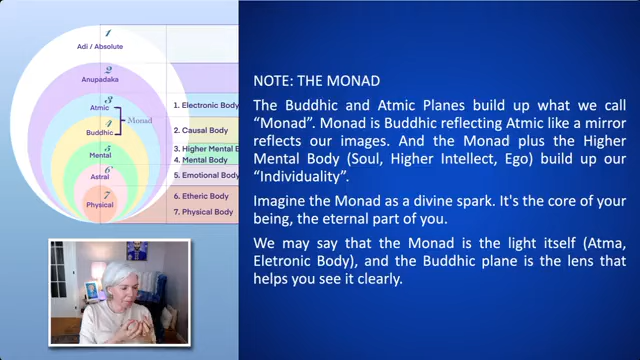 1
Adi / Absolute
2
Anupadaka
3
Atmic
Monad
4
Buddhic
5
Mental
6
Astral
7
Physical
1. Electronic Body
2. Causal Body
3. Higher Mental B
4. Mental Body
5. Emotional Body
6. Etheric Body
7. Physical Body
NOTE: THE MONAD
The Buddhic and Atmic Planes build up what we call
“Monad”. Monad is Buddhic reflecting Atmic like a mirror
reflects our images. And the Monad plus the Higher
Mental Body (Soul, Higher Intellect, Ego) build up our
“Individuality”.
Imagine the Monad as a divine spark. It's the core of your
being, the eternal part of you.
We may say that the Monad is the light itself (Atma,
Eletronic Body), and the Buddhic plane is the lens that
helps you see it clearly.